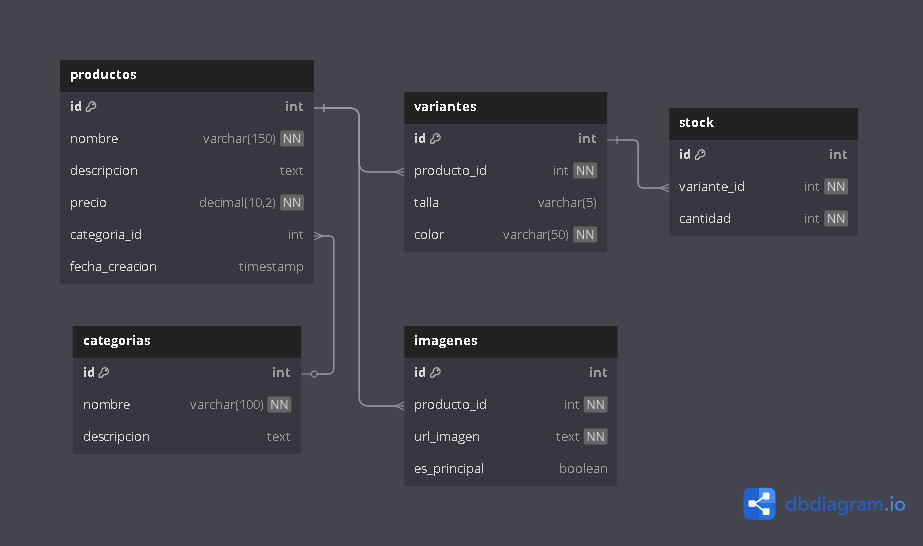 productos
id int
nombre varchar(150) NN
descripcion text
precio decimal(10,2) NN
categoria_id int
fecha_creacion timestamp
variantes
id int
producto_id int NN
talla varchar(5)
color varchar(50) NN
stock
id int
variante_id int NN
cantidad int NN
categorias
id int
nombre varchar(100) NN
descripcion text
imagenes
id int
producto_id int NN
url_imagen text NN
es_principal boolean
dbdiagram.io